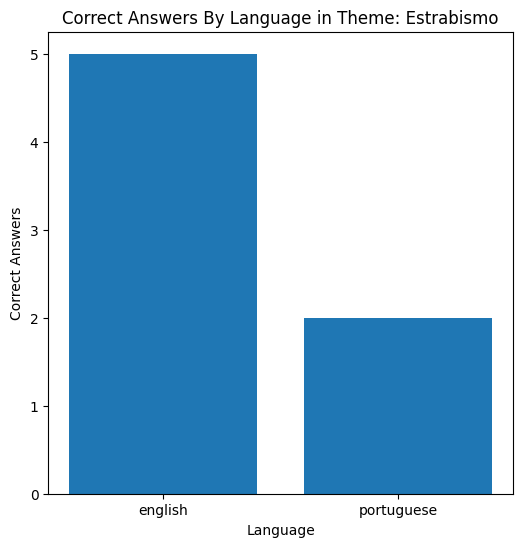 Correct Answers By Language in Theme: Estrabismo
5
4
3
2
1
0
Correct Answers
english
portuguese
Language